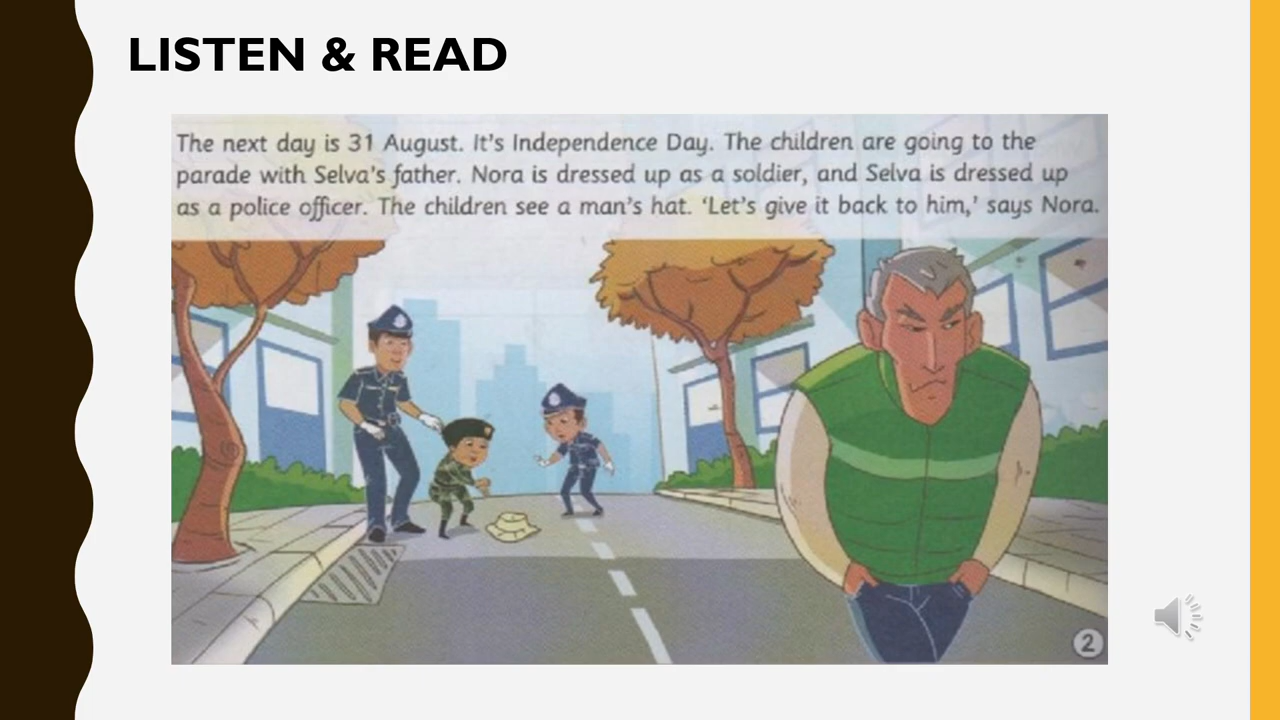 LISTEN & READ
The next day is 31 August. It's Independence Day. The children are going to the
parade with Selva's father. Nora is dressed up as a soldier, and Selva is dressed up
as a police officer. The children see a man's hat. ‘Let's give it back to him,’ says Nora.
2